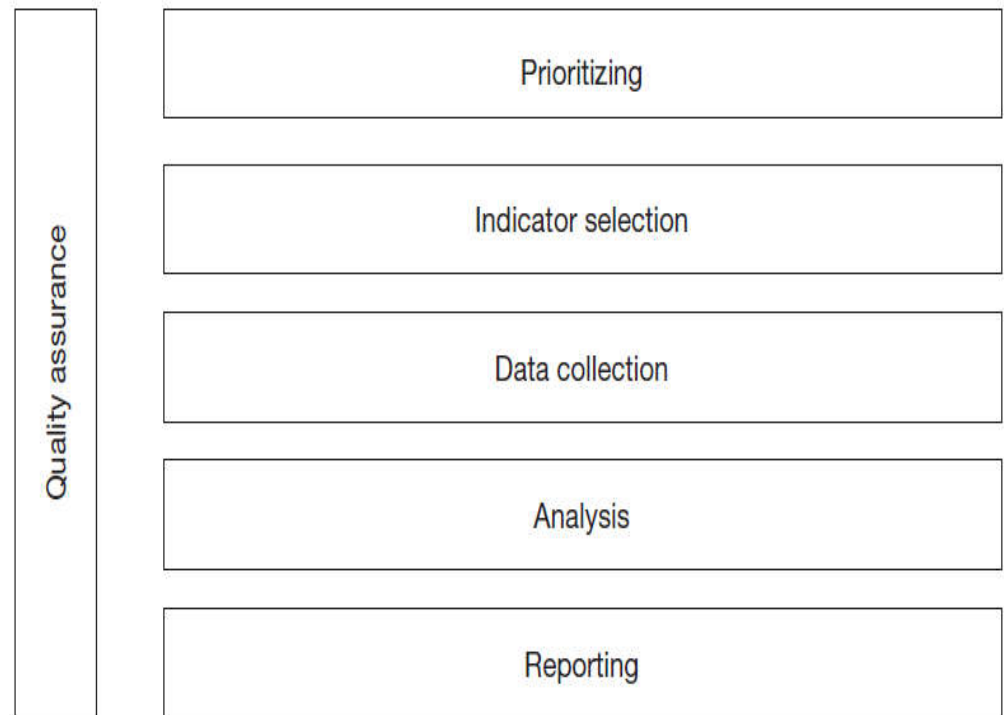 Quality assurance
Prioritizing
Indicator selection
Data collection
Analysis
Reporting